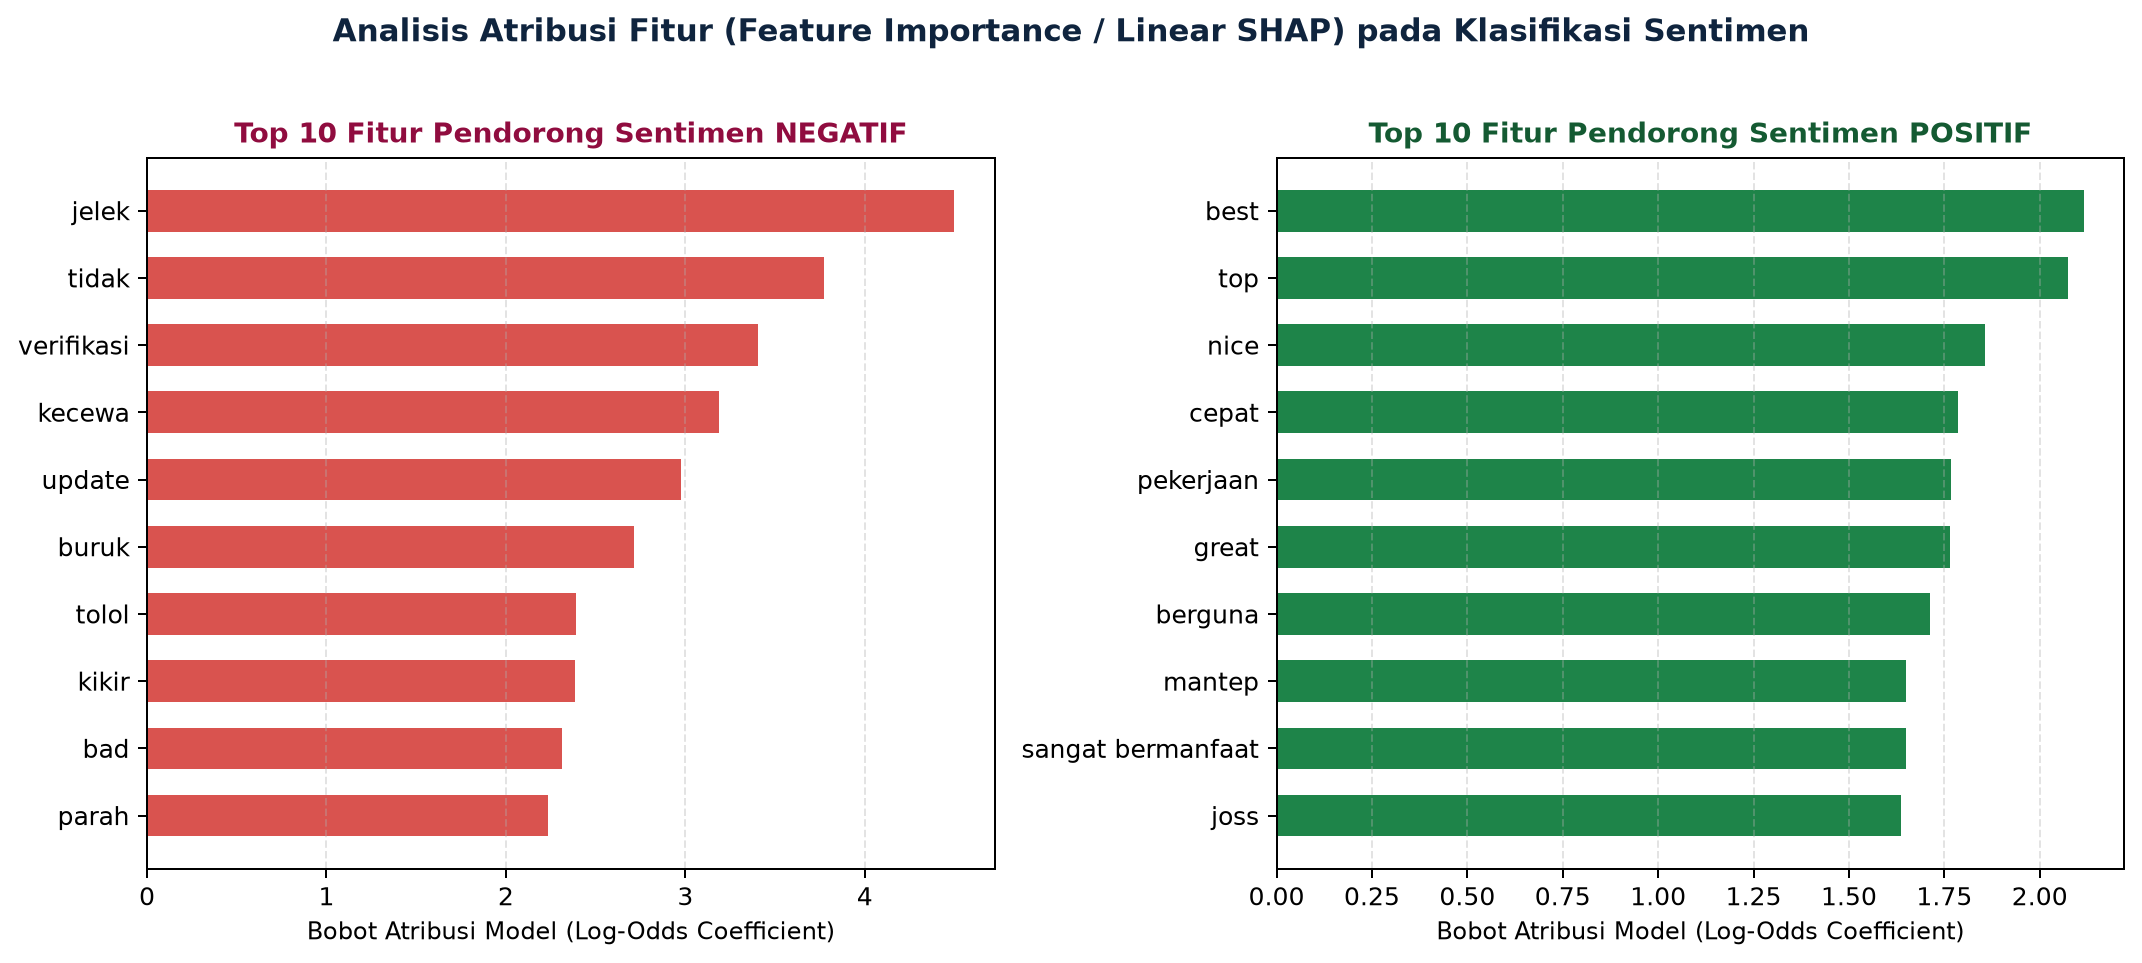 Analisis Atribusi Fitur (Feature Importance / Linear SHAP) pada Klasifikasi Sentimen
Top 10 Fitur Pendorong Sentimen NEGATIF
jelek
tidak
verifikasi
kecewa
update
buruk
tolol
kikir
bad
parah
0 1 2 3 4
Bobot Atribusi Model (Log-Odds Coefficient)
Top 10 Fitur Pendorong Sentimen POSITIF
best
top
nice
cepat
pekerjaan
great
berguna
mantep
sangat bermanfaat
joss
0.00 0.25 0.50 0.75 1.00 1.25 1.50 1.75 2.00
Bobot Atribusi Model (Log-Odds Coefficient)